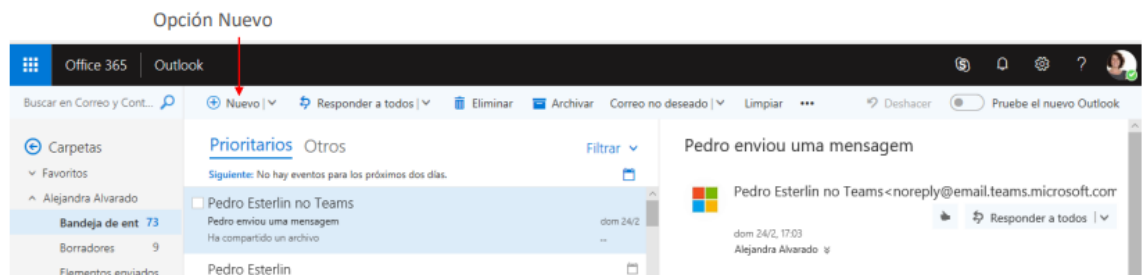 Opción Nuevo
Office 365 Outlook
Buscar en Correo y Cont... Nuevo | Responder a todos | Eliminar Archivar Correo no deseado | Limpiar ... Deshacer Pruebe el nuevo Outlook
Carpetas
Favoritos
Alejandra Alvarado
Bandeja de ent 73
Borradores 9
Elementos enviados
Prioritarios Otros Filtrar
Siguiente: No hay eventos para los próximos dos días.
Pedro Esterlin no Teams
Pedro enviou uma mensagem dom 24/2
Ha compartido un archivo ...
Pedro Esterlin
Pedro enviou uma mensagem
Pedro Esterlin no Teams<noreply@email.teams.microsoft.com
Responder a todos |
dom 24/2, 17:03
Alejandra Alvarado